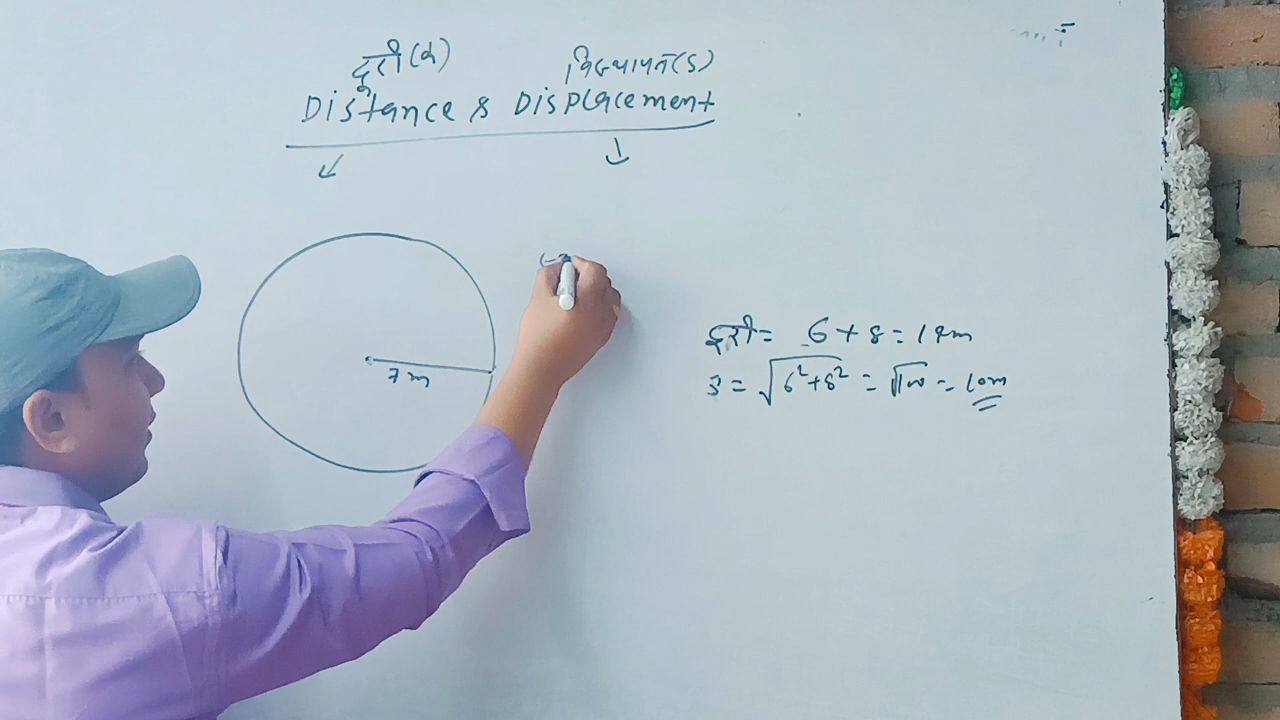 दूरी(d) विस्थापन(s)
Distance & Displacement
7m
दूरी = 6+8=14m
s = √6²+8² = √100 = 10m